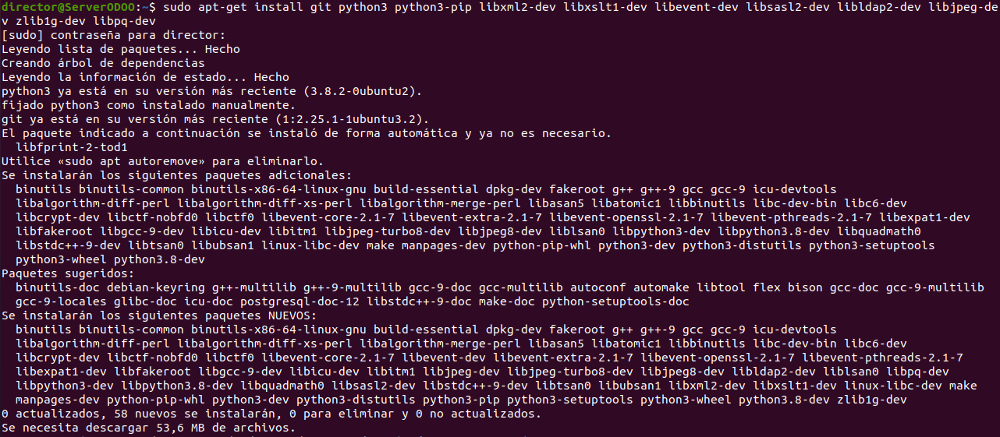 director@ServerODOO:~$ sudo apt-get install git python3 python3-pip libxml2-dev libxslt1-dev libevent-dev libsasl2-dev libldap2-dev libjpeg-de
v zlib1g-dev libpq-dev
[sudo] contraseña para director:
Leyendo lista de paquetes... Hecho
Creando árbol de dependencias
Leyendo la información de estado... Hecho
python3 ya está en su versión más reciente (3.8.2-0ubuntu2).
fijado python3 como instalado manualmente.
git ya está en su versión más reciente (1:2.25.1-1ubuntu3.2).
El paquete indicado a continuación se instaló de forma automática y ya no es necesario.
  libfprint-2-tod1
Utilice «sudo apt autoremove» para eliminarlo.
Se instalarán los siguientes paquetes adicionales:
  binutils binutils-common binutils-x86-64-linux-gnu build-essential dpkg-dev fakeroot g++ g++-9 gcc gcc-9 icu-devtools
  libalgorithm-diff-perl libalgorithm-diff-xs-perl libalgorithm-merge-perl libasan5 libatomic1 libbinutils libc-dev-bin libc6-dev
  libcrypt-dev libctf-nobfd0 libctf0 libevent-core-2.1-7 libevent-extra-2.1-7 libevent-openssl-2.1-7 libevent-pthreads-2.1-7 libexpat1-dev
  libfakeroot libgcc-9-dev libicu-dev libitm1 libjpeg-turbo8-dev libjpeg8-dev liblsan0 libpython3-dev libpython3.8-dev libquadmath0
  libstdc++-9-dev libtsan0 libubsan1 linux-libc-dev make manpages-dev python-pip-whl python3-dev python3-distutils python3-setuptools
  python3-wheel python3.8-dev
Paquetes sugeridos:
  binutils-doc debian-keyring g++-multilib g++-9-multilib gcc-9-doc gcc-multilib autoconf automake libtool flex bison gcc-doc gcc-9-multilib
  gcc-9-locales glibc-doc icu-doc postgresql-doc-12 libstdc++-9-doc make-doc python-setuptools-doc
Se instalarán los siguientes paquetes NUEVOS:
  binutils binutils-common binutils-x86-64-linux-gnu build-essential dpkg-dev fakeroot g++ g++-9 gcc gcc-9 icu-devtools
  libalgorithm-diff-perl libalgorithm-diff-xs-perl libalgorithm-merge-perl libasan5 libatomic1 libbinutils libc-dev-bin libc6-dev
  libcrypt-dev libctf-nobfd0 libctf0 libevent-core-2.1-7 libevent-dev libevent-extra-2.1-7 libevent-openssl-2.1-7 libevent-pthreads-2.1-7
  libexpat1-dev libfakeroot libgcc-9-dev libicu-dev libitm1 libjpeg-dev libjpeg-turbo8-dev libjpeg8-dev libldap2-dev liblsan0 libpq-dev
  libpython3-dev libpython3.8-dev libquadmath0 libsasl2-dev libstdc++-9-dev libtsan0 libubsan1 libxml2-dev libxslt1-dev linux-libc-dev make
  manpages-dev python-pip-whl python3-dev python3-distutils python3-pip python3-setuptools python3-wheel python3.8-dev zlib1g-dev
0 actualizados, 58 nuevos se instalarán, 0 para eliminar y 0 no actualizados.
Se necesita descargar 53,6 MB de archivos.